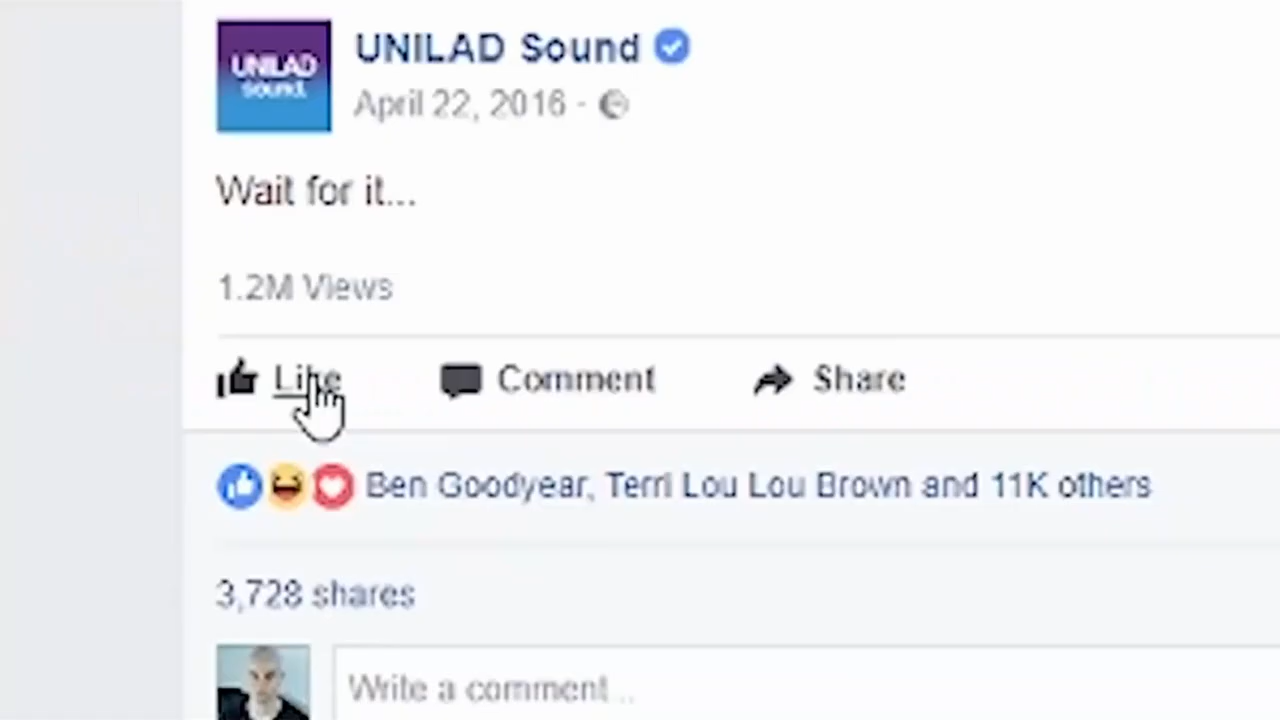 UNILAD
sound.
UNILAD Sound
April 22, 2016 ·
Wait for it...
1.2M Views
Like Comment Share
Ben Goodyear, Terri Lou Lou Brown and 11K others
3,728 shares
Write a comment...